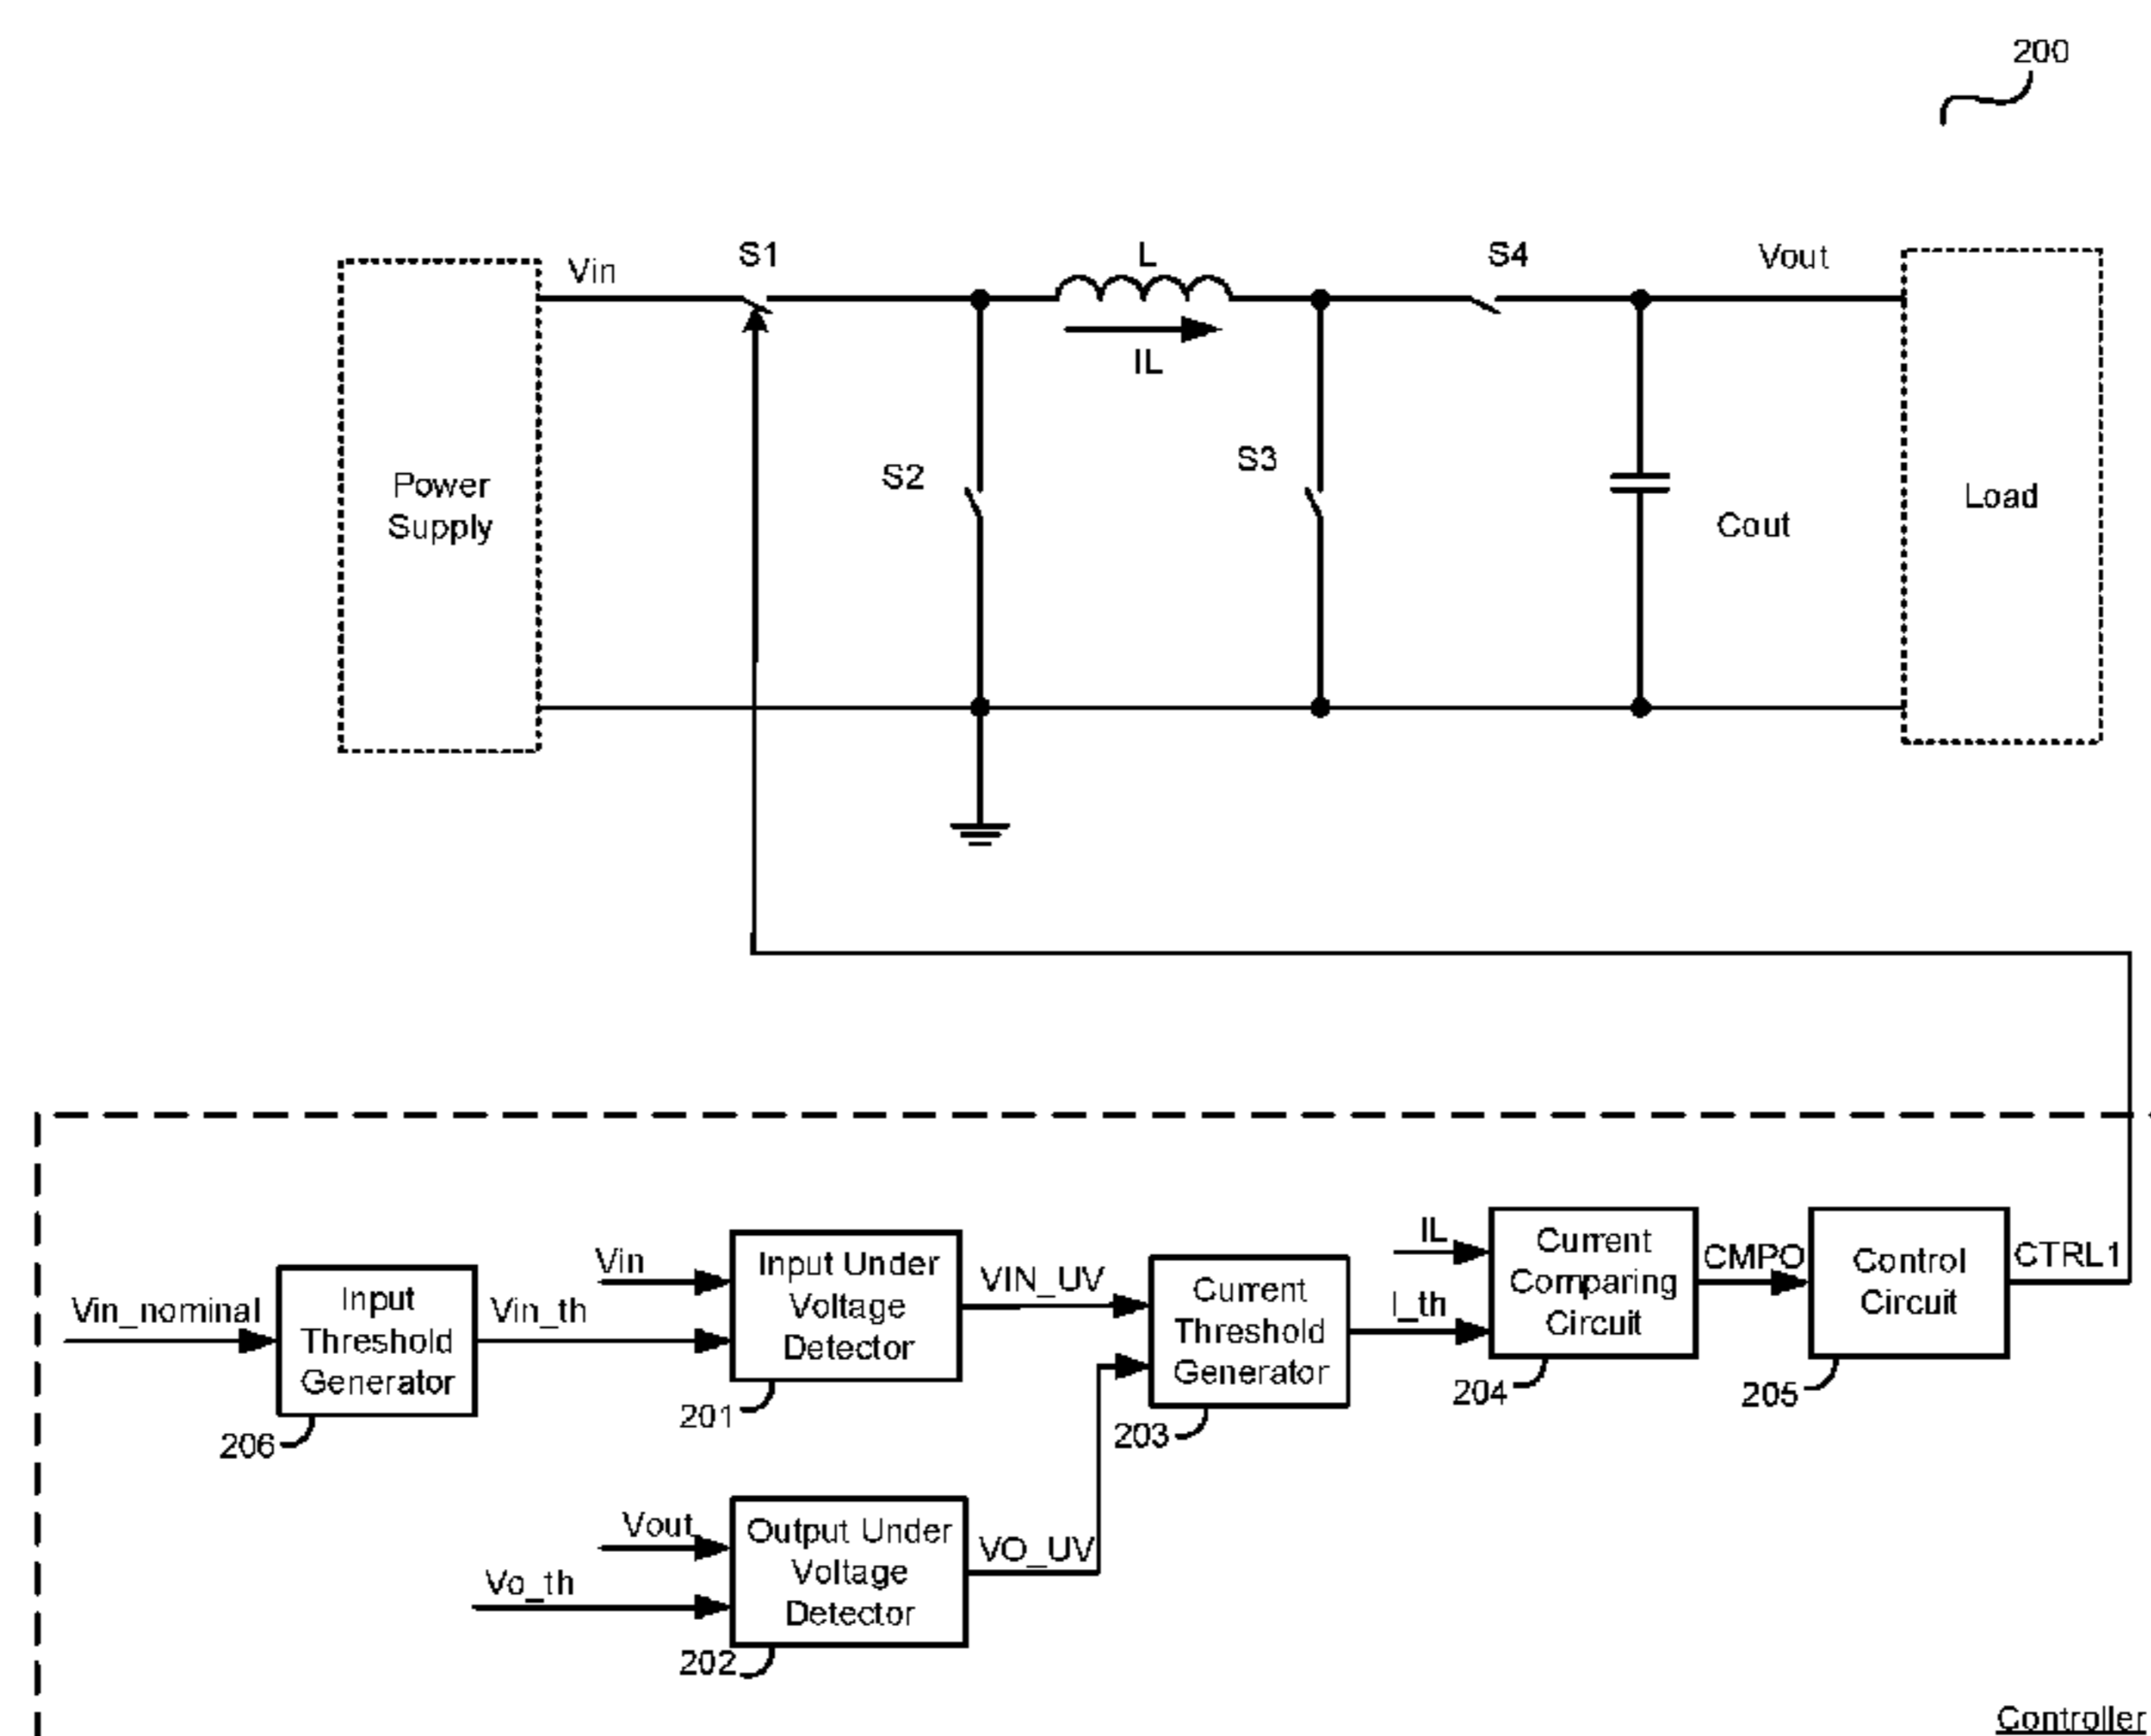 200
Vin
S1
L
S4
Vout
IL
Power
Supply
S2
S3
Cout
Load
Vin_nominal
Input
Threshold
Generator
206
Vin_th
Vin
Input Under
Voltage
Detector
201
VIN_UV
Vout
Vo_th
Output Under
Voltage
Detector
202
VO_UV
Current
Threshold
Generator
203
IL
I_th
Current
Comparing
Circuit
204
CMPO
Control
Circuit
205
CTRL1
Controller